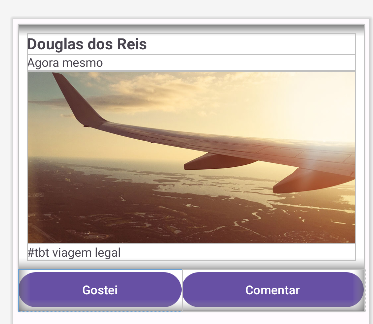 Douglas dos Reis
Agora mesmo
#tbt viagem legal
Gostei
Comentar